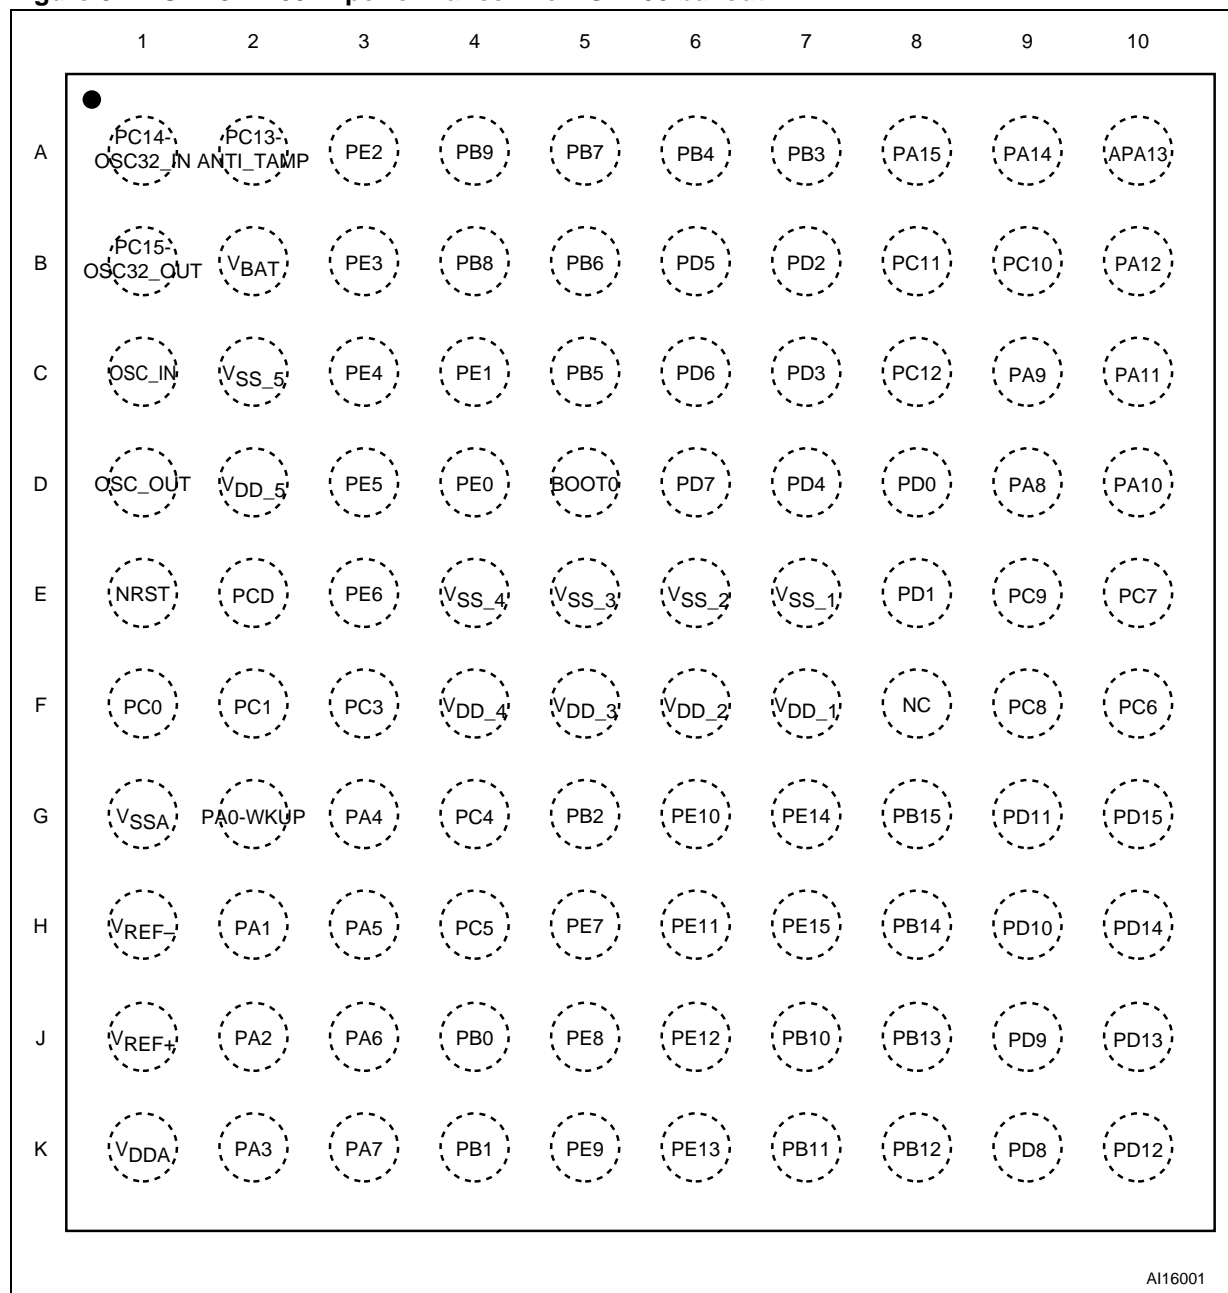 1 2 3 4 5 6 7 8 9 10
A PC14-OSC32_IN PC13-ANTI_TAMP PE2 PB9 PB7 PB4 PB3 PA15 PA14 APA13
B PC15-OSC32_OUT VBAT PE3 PB8 PB6 PD5 PD2 PC11 PC10 PA12
C OSC_IN VSS_5 PE4 PE1 PB5 PD6 PD3 PC12 PA9 PA11
D OSC_OUT VDD_5 PE5 PE0 BOOT0 PD7 PD4 PD0 PA8 PA10
E NRST PCD PE6 VSS_4 VSS_3 VSS_2 VSS_1 PD1 PC9 PC7
F PC0 PC1 PC3 VDD_4 VDD_3 VDD_2 VDD_1 NC PC8 PC6
G VSSA PA0-WKUP PA4 PC4 PB2 PE10 PE14 PB15 PD11 PD15
H VREF– PA1 PA5 PC5 PE7 PE11 PE15 PB14 PD10 PD14
J VREF+ PA2 PA6 PB0 PE8 PE12 PB10 PB13 PD9 PD13
K VDDA PA3 PA7 PB1 PE9 PE13 PB11 PB12 PD8 PD12
AI16001